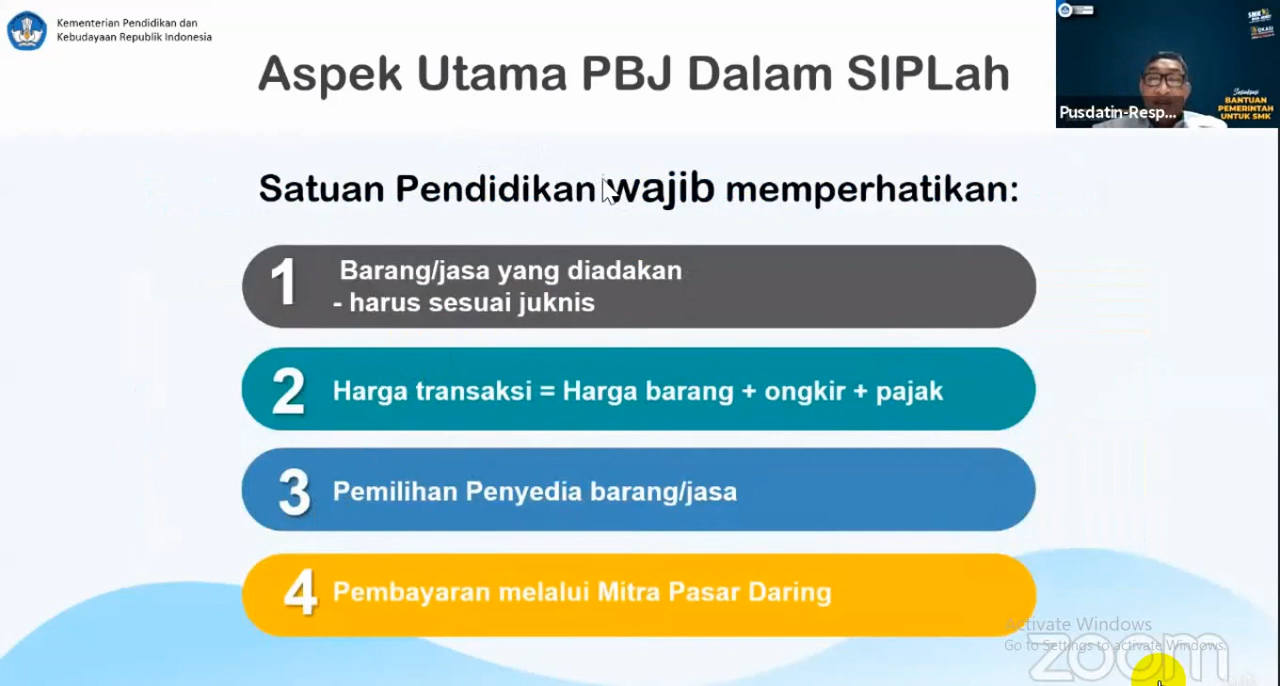 Kementerian Pendidikan dan
Kebudayaan Republik Indonesia
Aspek Utama PBJ Dalam SIPLah
Pusdatin-Resp...
BANTUAN
PEMERINTAH
UNTUK SMK
Satuan Pendidikan wajib memperhatikan:
1
Barang/jasa yang diadakan
- harus sesuai juknis
2
Harga transaksi = Harga barang + ongkir + pajak
3
Pemilihan Penyedia barang/jasa
4
Pembayaran melalui Mitra Pasar Daring
Activate Windows
Go to Settings to activate Windows.
zoom